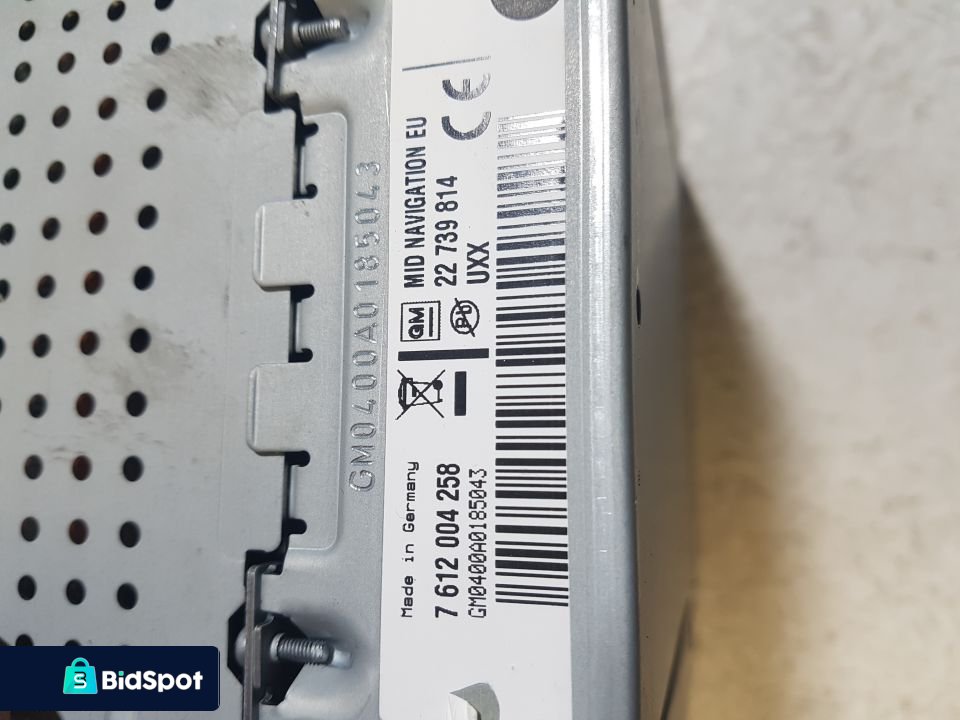 MID NAVIGATION EU
22 739 814
UXX
GM
Pb
Made in Germany
7 612 004 258
GM0400A0185043
GM0400A0185043
CE
BidSpot